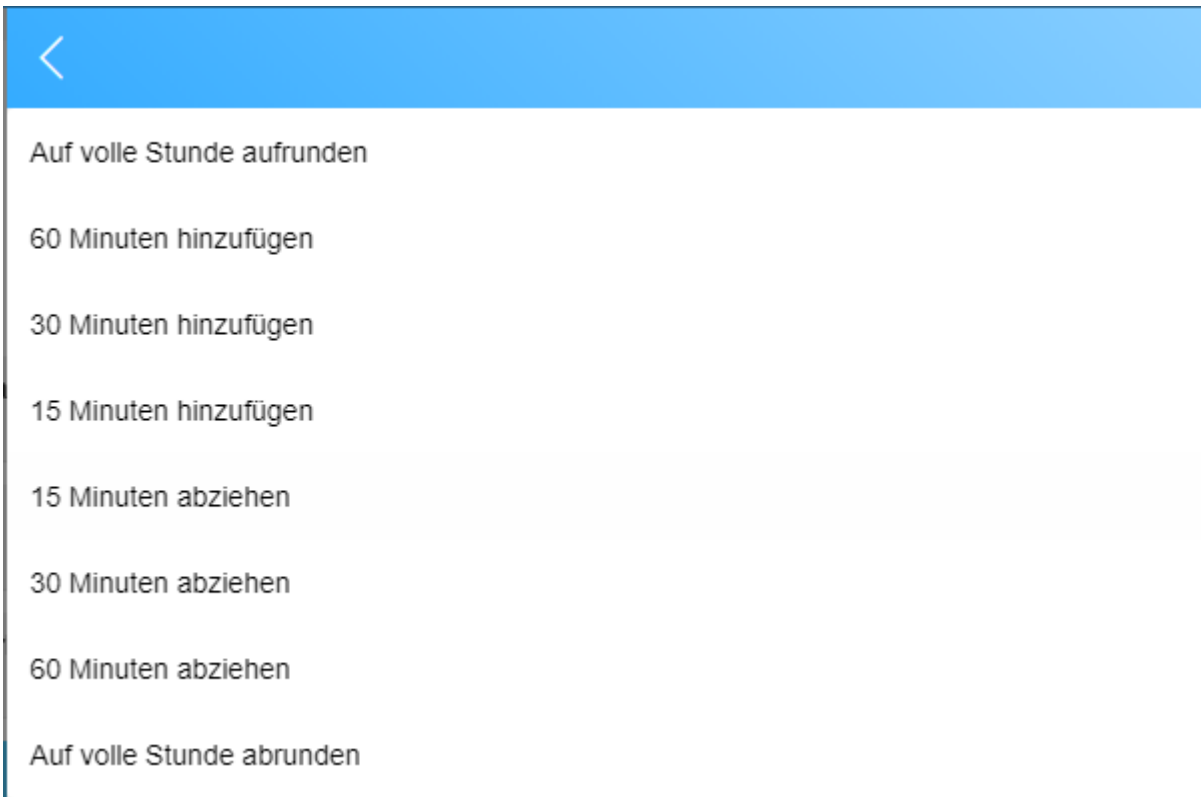 Auf volle Stunde aufrunden
60 Minuten hinzufügen
30 Minuten hinzufügen
15 Minuten hinzufügen
15 Minuten abziehen
30 Minuten abziehen
60 Minuten abziehen
Auf volle Stunde abrunden